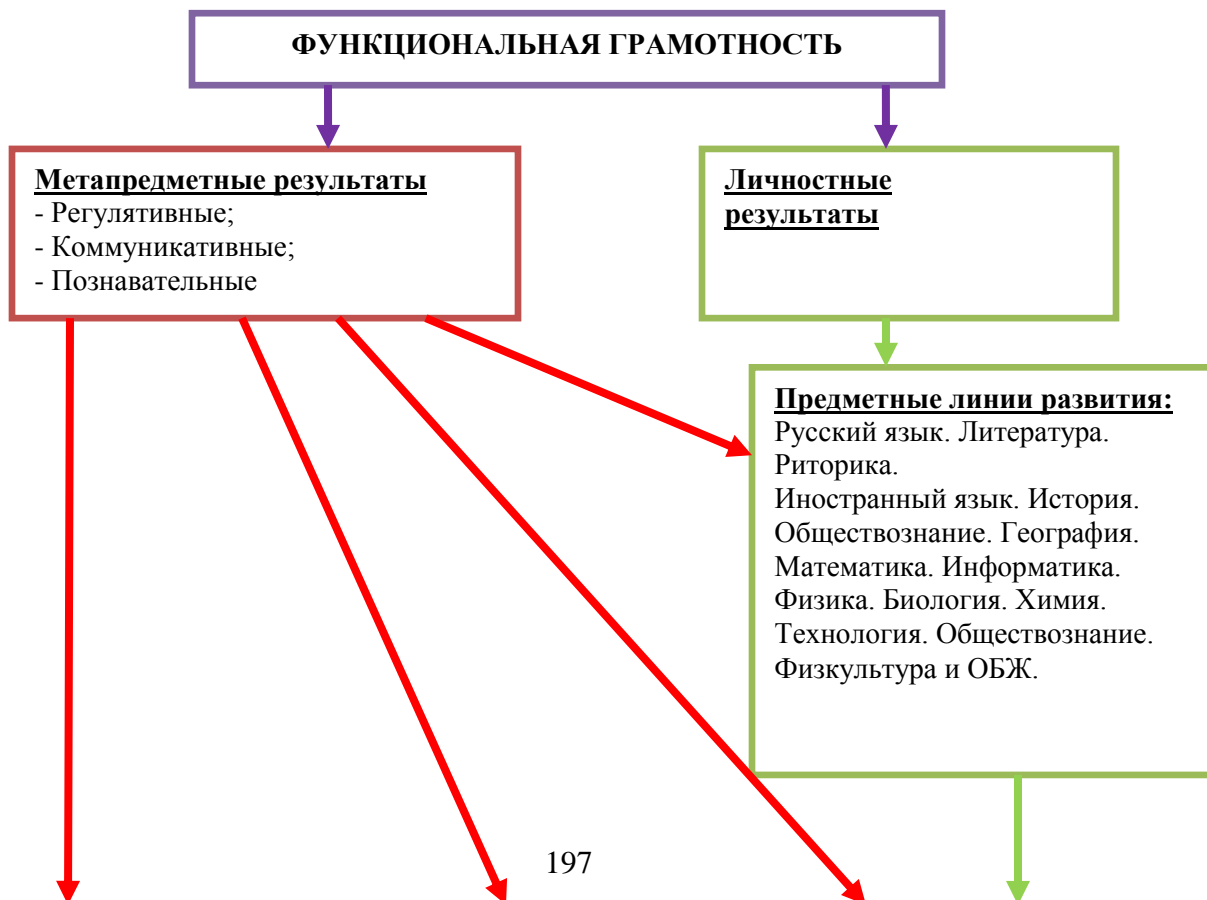 ФУНКЦИОНАЛЬНАЯ ГРАМОТНОСТЬ
Метапредметные результаты
- Регулятивные;
- Коммуникативные;
- Познавательные
Личностные
результаты
Предметные линии развития:
Русский язык. Литература.
Риторика.
Иностранный язык. История.
Обществознание. География.
Математика. Информатика.
Физика. Биология. Химия.
Технология. Обществознание.
Физкультура и ОБЖ.
197